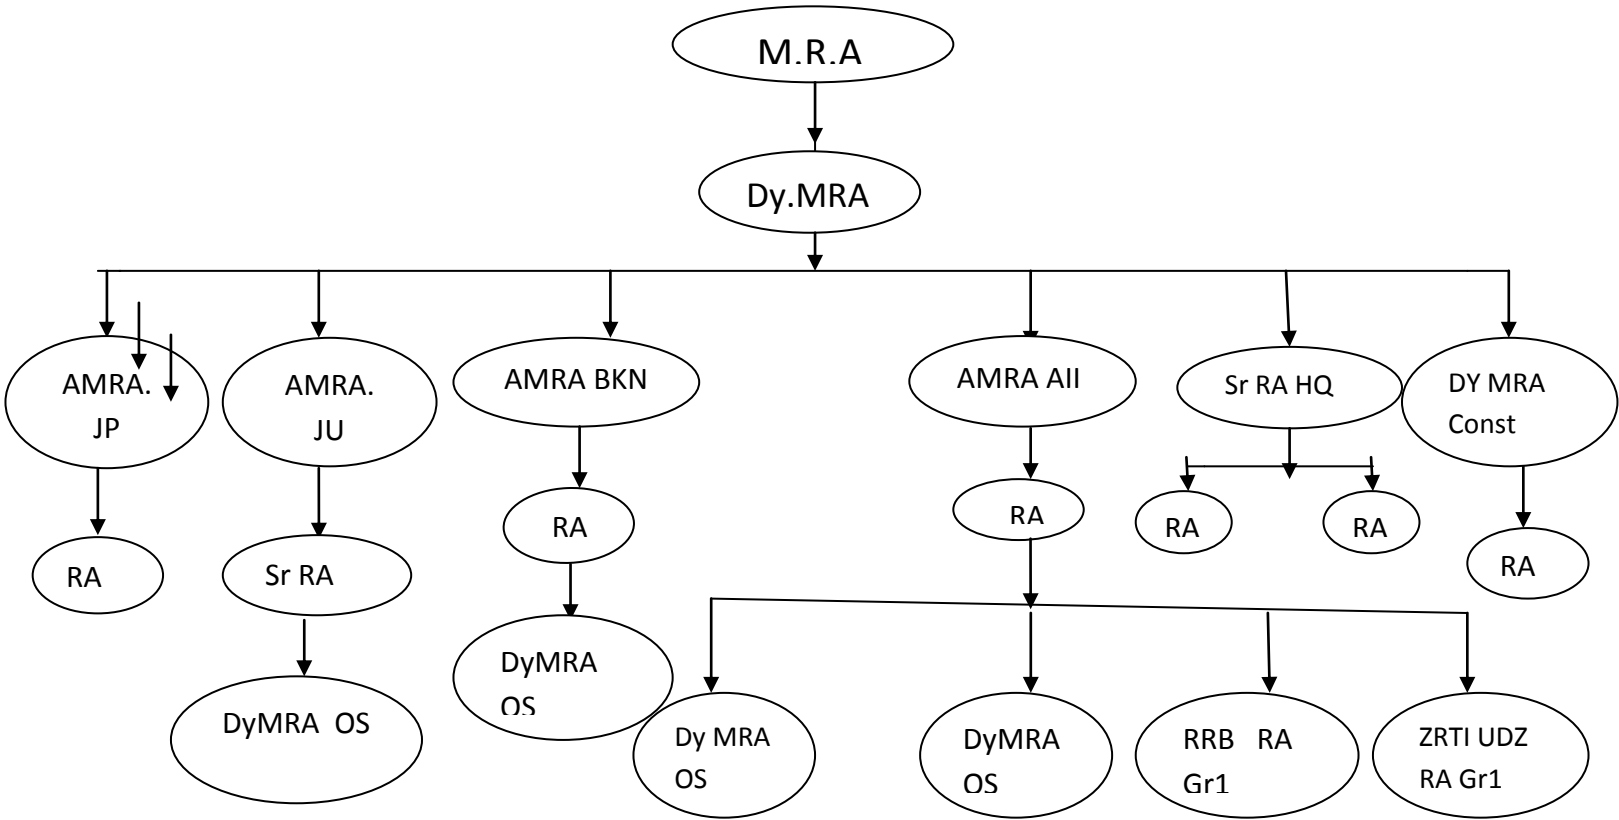 M.R.A
Dy.MRA
AMRA.
JP
AMRA.
JU
AMRA BKN
AMRA AII
Sr RA HQ
DY MRA
Const
RA
Sr RA
RA
RA
RA
RA
RA
DyMRA OS
DyMRA
OS
Dy MRA
OS
DyMRA
OS
RRB RA
Gr1
ZRTI UDZ
RA Gr1